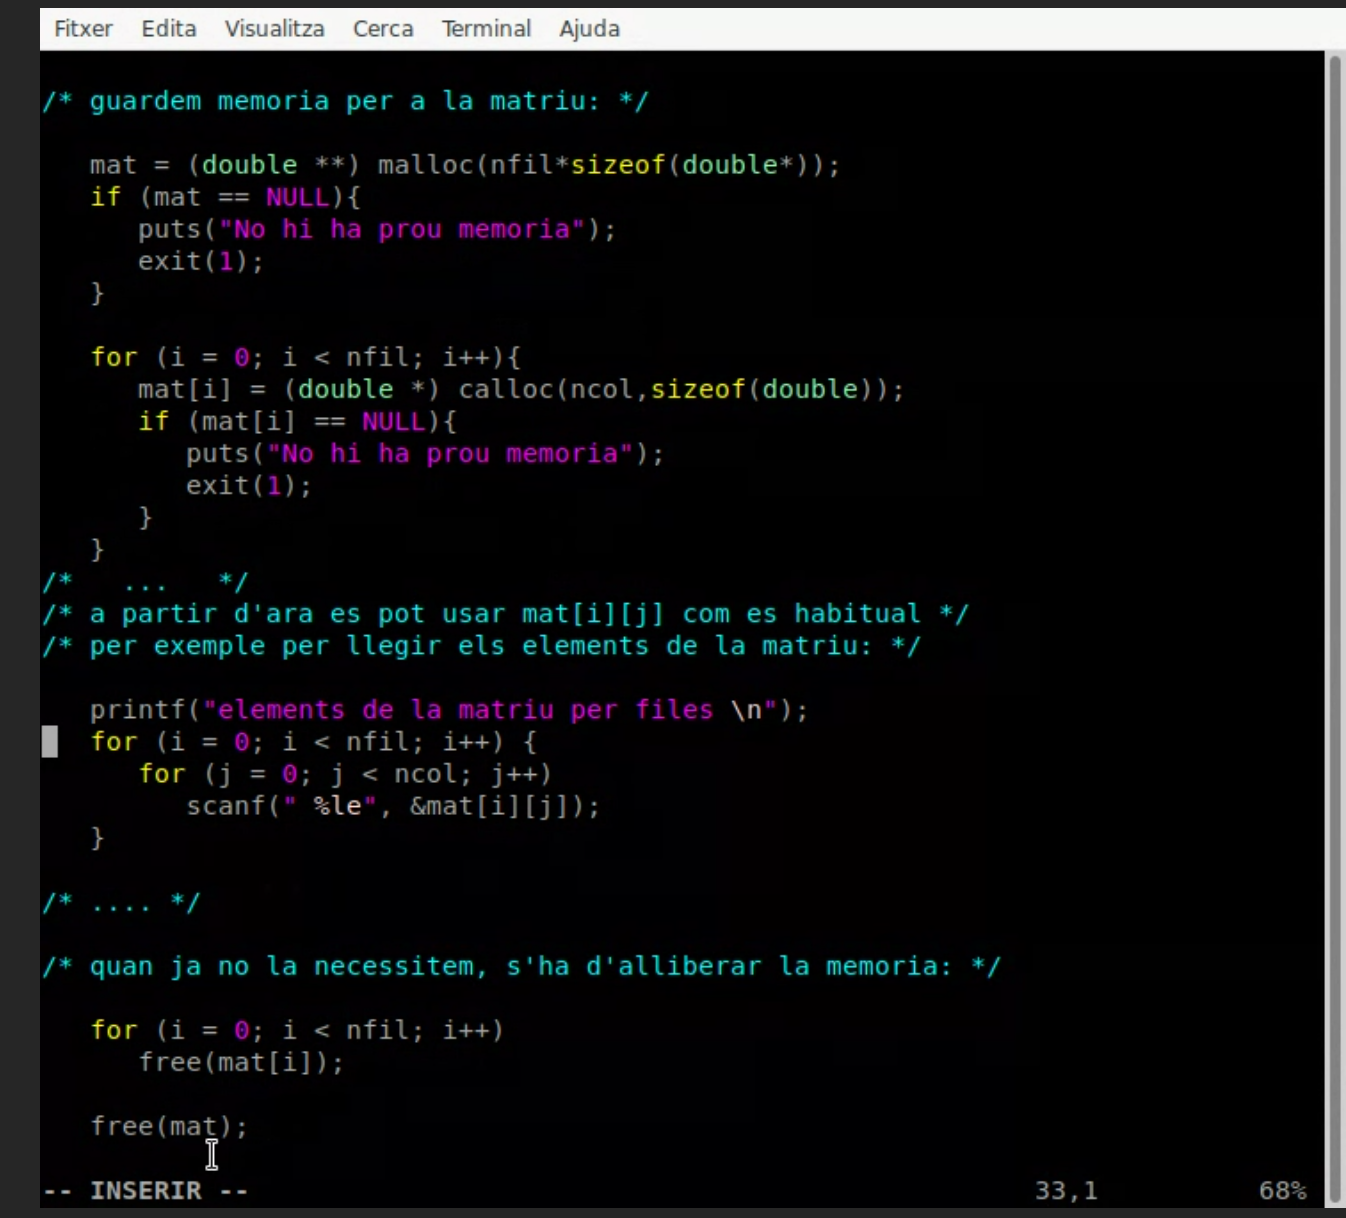 Fitxer Edita Visualitza Cerca Terminal Ajuda
/* guardem memoria per a la matriu: */
mat = (double **) malloc(nfil*sizeof(double*));
if (mat == NULL){
puts("No hi ha prou memoria");
exit(1);
}
for (i = 0; i < nfil; i++){
mat[i] = (double *) calloc(ncol,sizeof(double));
if (mat[i] == NULL){
puts("No hi ha prou memoria");
exit(1);
}
}
/*   ...   */
/* a partir d'ara es pot usar mat[i][j] com es habitual */
/* per exemple per llegir els elements de la matriu: */
printf("elements de la matriu per files \n");
for (i = 0; i < nfil; i++) {
for (j = 0; j < ncol; j++)
scanf(" %le", &mat[i][j]);
}
/* .... */
/* quan ja no la necessitem, s'ha d'alliberar la memoria: */
for (i = 0; i < nfil; i++)
free(mat[i]);
free(mat);
-- INSERIR -- 33,1 68%